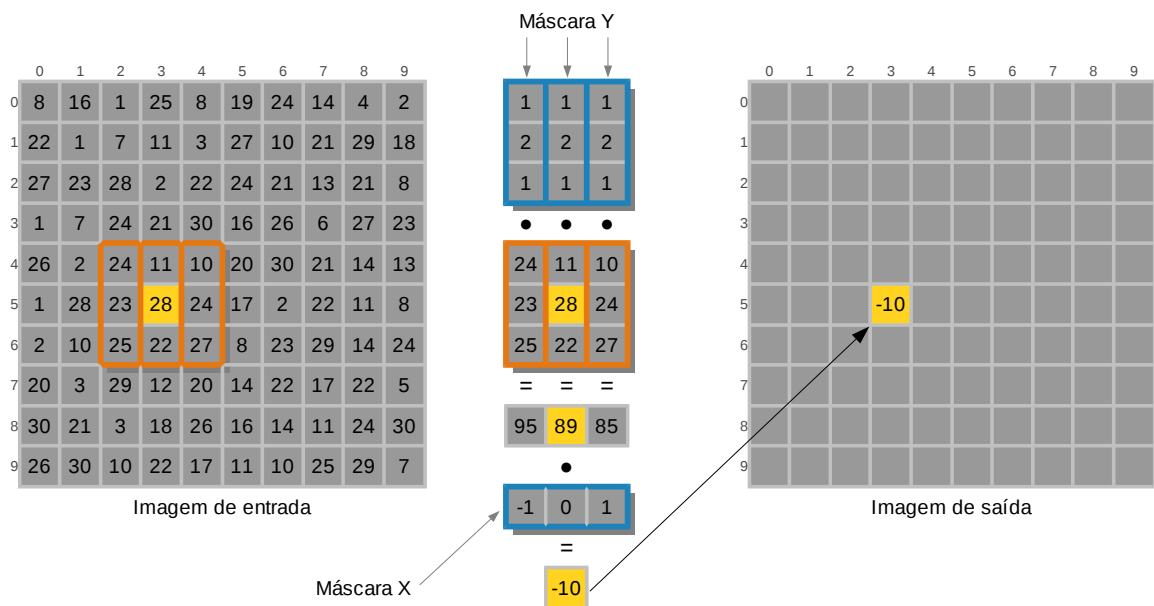 Máscara Y
0 1 2 3 4 5 6 7 8 9
0 8 16 1 25 8 19 24 14 4 2
1 22 1 7 11 3 27 10 21 29 18
2 27 23 28 2 22 24 21 13 21 8
3 1 7 24 21 30 16 26 6 27 23
4 26 2 24 11 10 20 30 21 14 13
5 1 28 23 28 24 17 2 22 11 8
6 2 10 25 22 27 8 23 29 14 24
7 20 3 29 12 20 14 22 17 22 5
8 30 21 3 18 26 16 14 11 24 30
9 26 30 10 22 17 11 10 25 29 7
Imagem de entrada
1 1 1
2 2 2
1 1 1
• • •
24 11 10
23 28 24
25 22 27
= = =
95 89 85
•
-1 0 1
=
-10
Máscara X
0 1 2 3 4 5 6 7 8 9
0
1
2
3
4
5 -10
6
7
8
9
Imagem de saída